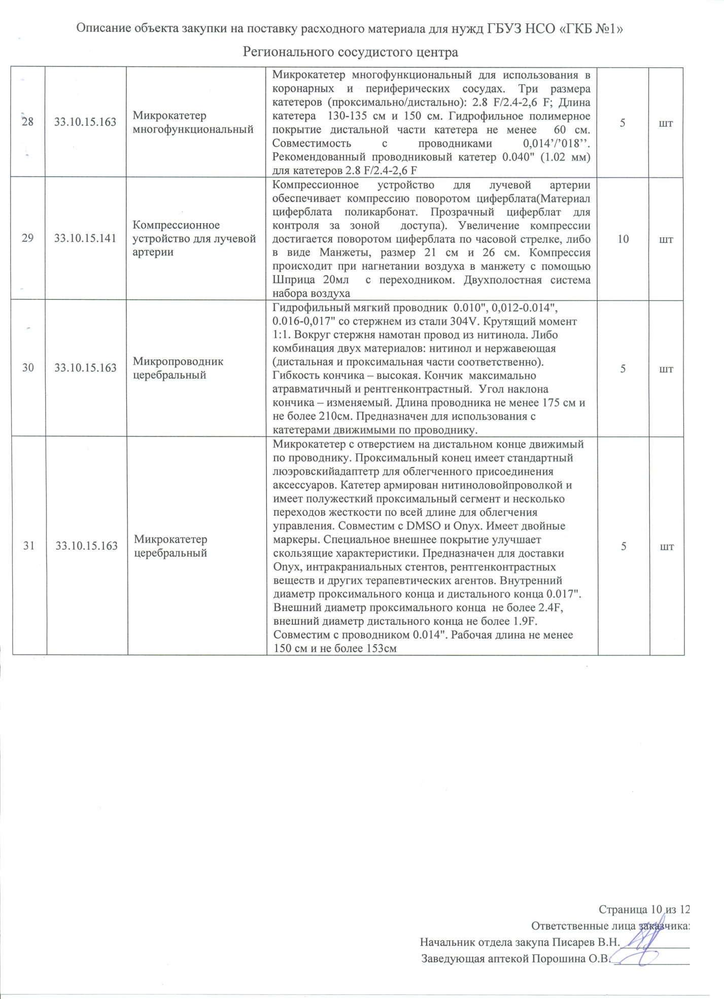 Описание объекта закупки на поставку расходного материала для нужд ГБУЗ НСО «ГКБ №1»
Регионального сосудистого центра
28
33.10.15.163
Микрокатетер
многофункциональный
Микрокатетер многофункциональный для использования в
коронарных и периферических сосудах. Три размера
катетеров (проксимально/дистально): 2.8 F/2.4-2,6 F; Длина
катетера 130-135 см и 150 см. Гидрофильное полимерное
покрытие дистальной части катетера не менее 60 см.
Совместимость с проводниками 0,014’/’018’’.
Рекомендованный проводниковый катетер 0.040" (1.02 мм)
для катетеров 2.8 F/2.4-2,6 F
5
шт
29
33.10.15.141
Компрессионное
устройство для лучевой
артерии
Компрессионное устройство для лучевой артерии
обеспечивает компрессию поворотом циферблата(Материал
циферблата поликарбонат. Прозрачный циферблат для
контроля за зоной доступа). Увеличение компрессии
достигается поворотом циферблата по часовой стрелке, либо
в виде Манжеты, размер 21 см и 26 см. Компрессия
происходит при нагнетании воздуха в манжету с помощью
Шприца 20мл с переходником. Двухполостная система
набора воздуха
10
шт
30
33.10.15.163
Микропроводник
церебральный
Гидрофильный мягкий проводник 0.010", 0,012-0.014",
0.016-0,017" со стержнем из стали 304V. Крутящий момент
1:1. Вокруг стержня намотан провод из нитинола. Либо
комбинация двух материалов: нитинол и нержавеющая
(дистальная и проксимальная части соответственно).
Гибкость кончика – высокая. Кончик максимально
атравматичный и рентгенконтрастный. Угол наклона
кончика – изменяемый. Длина проводника не менее 175 см и
не более 210см. Предназначен для использования с
катетерами движимыми по проводнику.
5
шт
31
33.10.15.163
Микрокатетер
церебральный
Микрокатетер с отверстием на дистальном конце движимый
по проводнику. Проксимальный конец имеет стандартный
люэровскийадаптетр для облегченного присоединения
аксессуаров. Катетер армирован нитиноловойпроволкой и
имеет полужесткий проксимальный сегмент и несколько
переходов жесткости по всей длине для облегчения
управления. Совместим с DMSO и Onyx. Имеет двойные
маркеры. Специальное внешнее покрытие улучшает
скользящие характеристики. Предназначен для доставки
Onyx, интракраниальных стентов, рентгенконтрастных
веществ и других терапевтических агентов. Внутренний
диаметр проксимального конца и дистального конца 0.017".
Внешний диаметр проксимального конца не более 2.4F,
внешний диаметр дистального конца не более 1.9F.
Совместим с проводником 0.014". Рабочая длина не менее
150 см и не более 153см
5
шт
Страница 10 из 12
Ответственные лица заказчика:
Начальник отдела закупа Писарев В.Н.
Заведующая аптекой Порошина О.В.